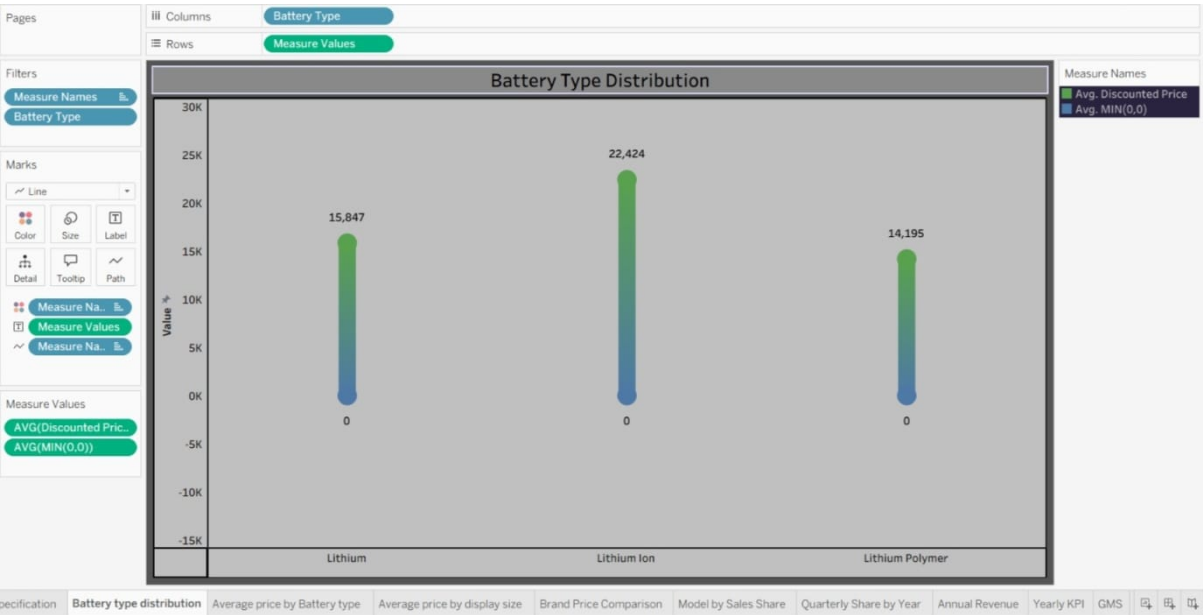 Pages
Columns
Battery Type
Rows
Measure Values
Filters
Measure Names
Battery Type
Marks
Line
Color
Size
Label
Detail
Tooltip
Path
Measure Na..
Measure Values
Measure Na..
Measure Values
AVG(Discounted Pric..
AVG(MIN(0,0))
Battery Type Distribution
30K
25K
20K
15K
10K
5K
0K
-5K
-10K
-15K
Value
15,847
22,424
14,195
0
0
0
Lithium
Lithium Ion
Lithium Polymer
Measure Names
Avg. Discounted Price
Avg. MIN(0,0)
pecification
Battery type distribution
Average price by Battery type
Average price by display size
Brand Price Comparison
Model by Sales Share
Quarterly Share by Year
Annual Revenue
Yearly KPI
GMS